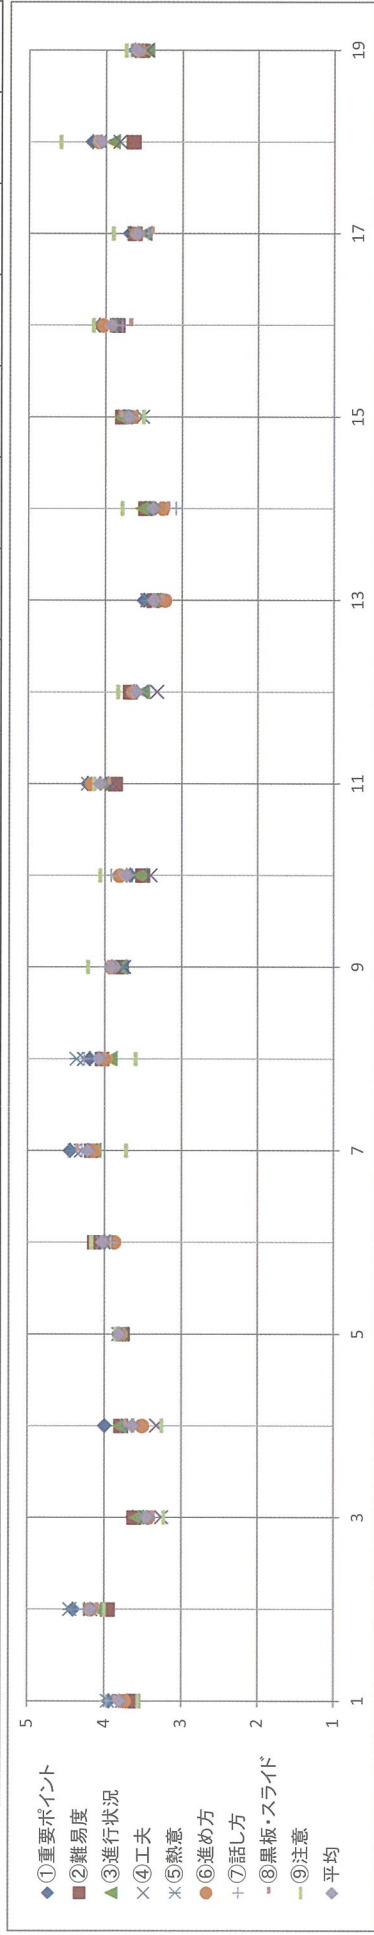 ①重要ポイント
②難易度
③進行状況
④工夫
⑤熱意
⑥進め方
⑦話し方
⑧黒板・スライド
⑨注意
平均
5
4
3
2
1
1
3
5
7
9
11
13
15
17
19